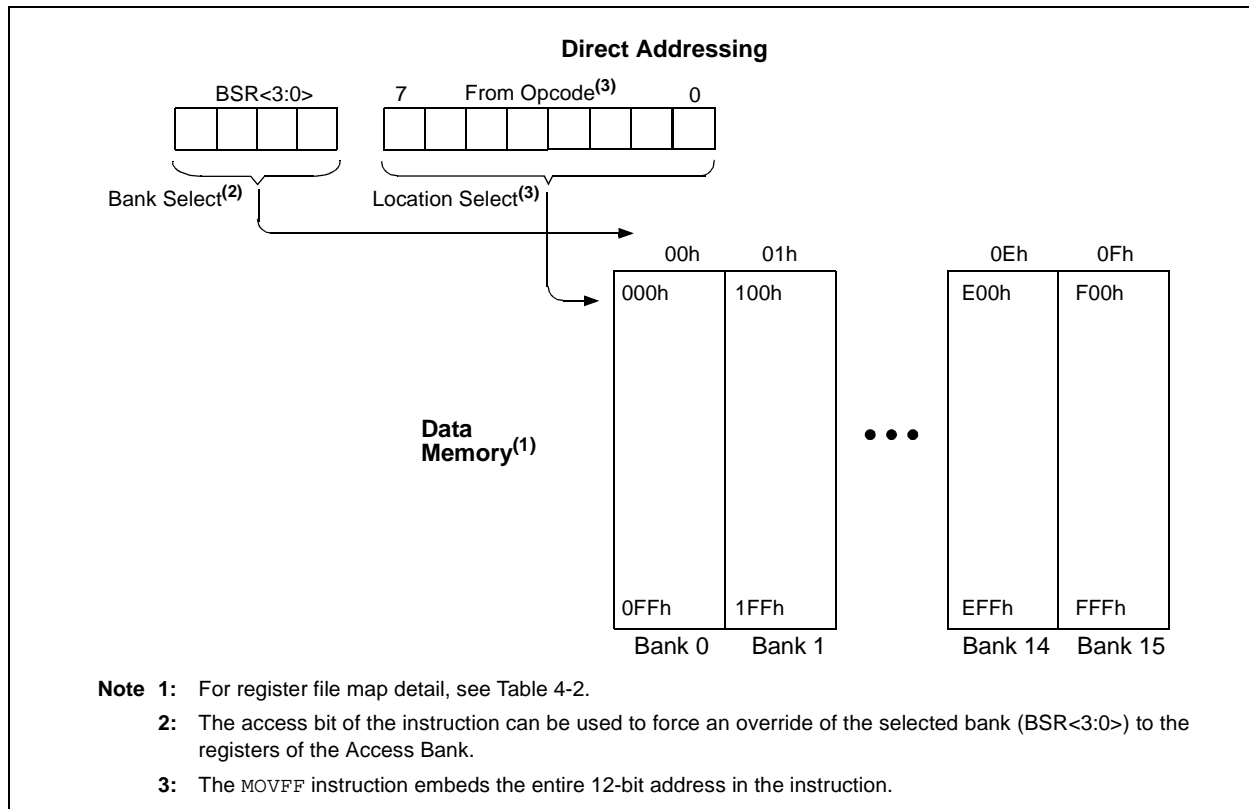 Direct Addressing
BSR<3:0>
7 From Opcode(3) 0
Bank Select(2)
Location Select(3)
00h 01h 0Eh 0Fh
000h 100h E00h F00h
Data
Memory(1)
0FFh 1FFh EFFh FFFh
Bank 0 Bank 1 Bank 14 Bank 15
Note 1: For register file map detail, see Table 4-2.
2: The access bit of the instruction can be used to force an override of the selected bank (BSR<3:0>) to the
registers of the Access Bank.
3: The MOVFF instruction embeds the entire 12-bit address in the instruction.